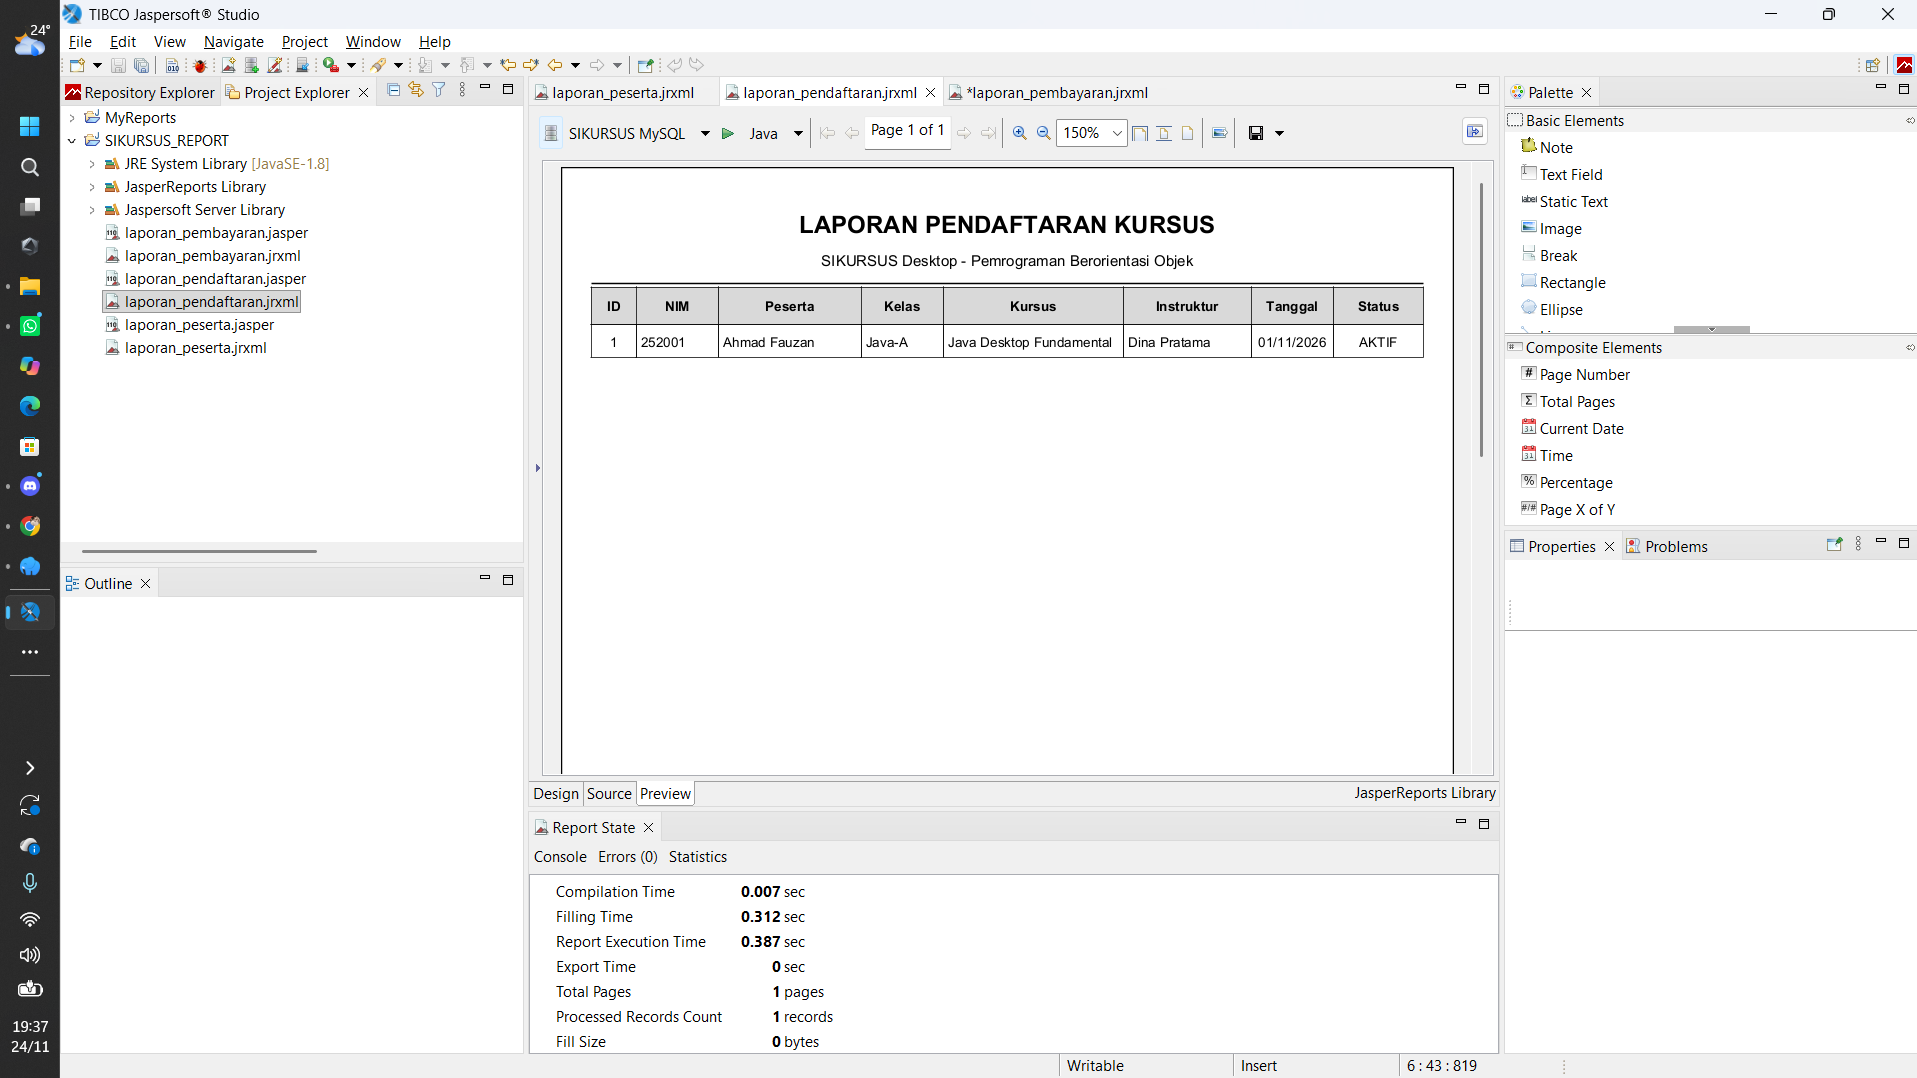 24°
TIBCO Jaspersoft® Studio
File Edit View Navigate Project Window Help
Repository Explorer
Project Explorer
MyReports
SIKURSUS_REPORT
JRE System Library [JavaSE-1.8]
JasperReports Library
Jaspersoft Server Library
laporan_pembayaran.jasper
laporan_pembayaran.jrxml
laporan_pendaftaran.jasper
laporan_pendaftaran.jrxml
laporan_peserta.jasper
laporan_peserta.jrxml
Outline
laporan_peserta.jrxml
laporan_pendaftaran.jrxml
*laporan_pembayaran.jrxml
SIKURSUS MySQL Java Page 1 of 1 150%
LAPORAN PENDAFTARAN KURSUS
SIKURSUS Desktop - Pemrograman Berorientasi Objek
ID NIM Peserta Kelas Kursus Instruktur Tanggal Status
1 252001 Ahmad Fauzan Java-A Java Desktop Fundamental Dina Pratama 01/11/2026 AKTIF
Design Source Preview JasperReports Library
Report State
Console Errors (0) Statistics
Compilation Time 0.007 sec
Filling Time 0.312 sec
Report Execution Time 0.387 sec
Export Time 0 sec
Total Pages 1 pages
Processed Records Count 1 records
Fill Size 0 bytes
Palette
Basic Elements
Note
Text Field
label Static Text
Image
Break
Rectangle
Ellipse
Composite Elements
# Page Number
Σ Total Pages
31 Current Date
31 Time
% Percentage
#/# Page X of Y
Properties
Problems
Writable Insert 6 : 43 : 819
19:37
24/11